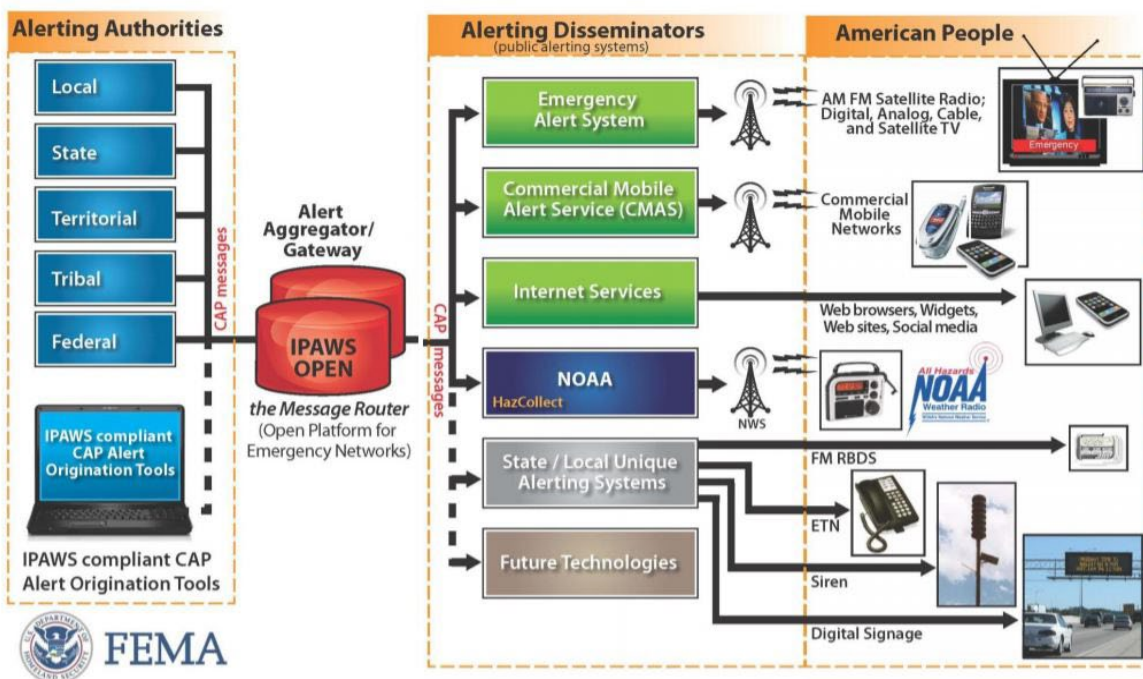 Alerting Authorities
Local
State
Territorial
Tribal
Federal
CAP messages
IPAWS compliant
CAP Alert
Origination Tools
IPAWS compliant CAP
Alert Origination Tools
FEMA
Alert
Aggregator/
Gateway
IPAWS
OPEN
the Message Router
(Open Platform for
Emergency Networks)
CAP messages
Alerting Disseminators
(public alerting systems)
Emergency
Alert System
Commercial Mobile
Alert Service (CMAS)
Internet Services
NOAA
HazCollect
NWS
State / Local Unique
Alerting Systems
Future Technologies
American People
AM FM Satellite Radio;
Digital, Analog, Cable,
and Satellite TV
Emergency
Commercial
Mobile
Networks
Web browsers, Widgets,
Web sites, Social media
All Hazards
NOAA
Weather Radio
FM RBDS
ETN
Siren
Digital Signage